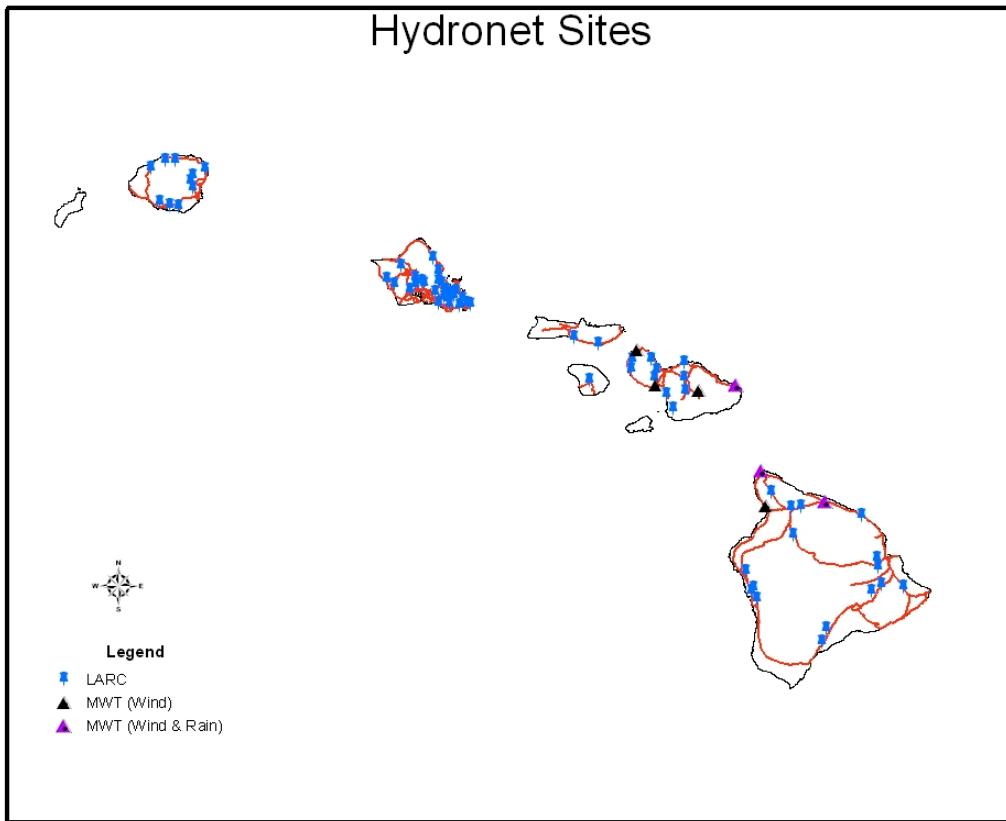 Hydronet Sites
N
W E
S
Legend
LARC
MWT (Wind)
MWT (Wind & Rain)